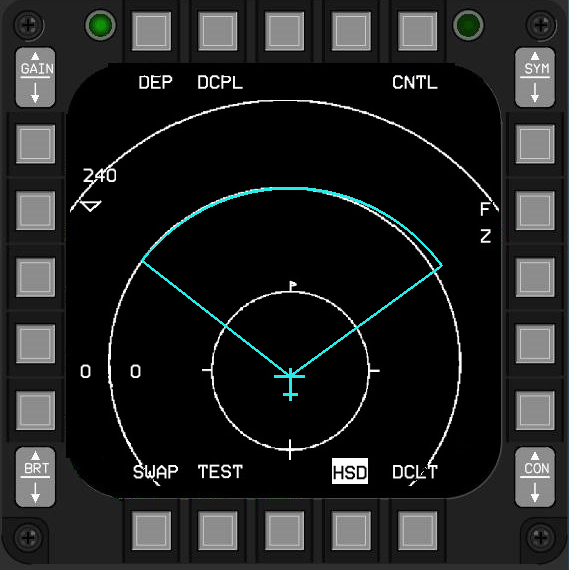 GAIN
SYM
DEP DCPL CNTL
240
F
Z
0 0
BRT
CON
SWAP TEST HSD DCLT